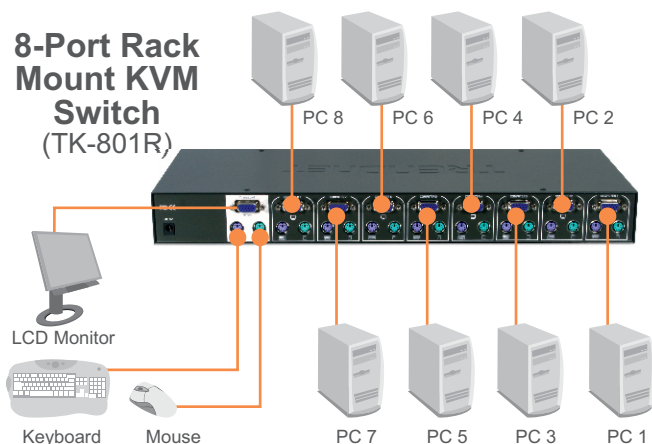 8-Port Rack
Mount KVM
Switch
(TK-801R)
PC 8
PC 6
PC 4
PC 2
TRENDNET
LCD Monitor
Keyboard
Mouse
PC 7
PC 5
PC 3
PC 1